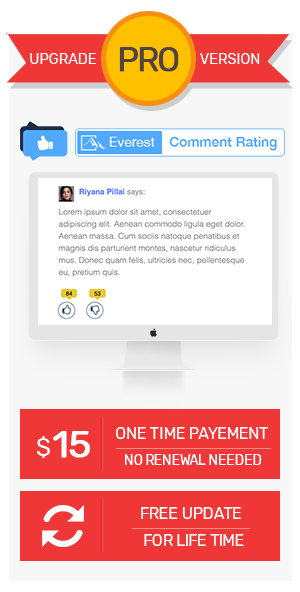 UPGRADE PRO VERSION
Everest Comment Rating
Riyana Pillai says:
Lorem ipsum dolor sit amet, consectetuer
adipiscing elit. Aenean commodo ligula eget dolor.
Aenean massa. Cum sociis natoque penatibus et
magnis dis parturient montes, nascetur ridiculus
mus. Donec quam felis, ultricies nec, pellentesque
eu, pretium quis.
84 53
$15
ONE TIME PAYEMENT
NO RENEWAL NEEDED
FREE UPDATE
FOR LIFE TIME